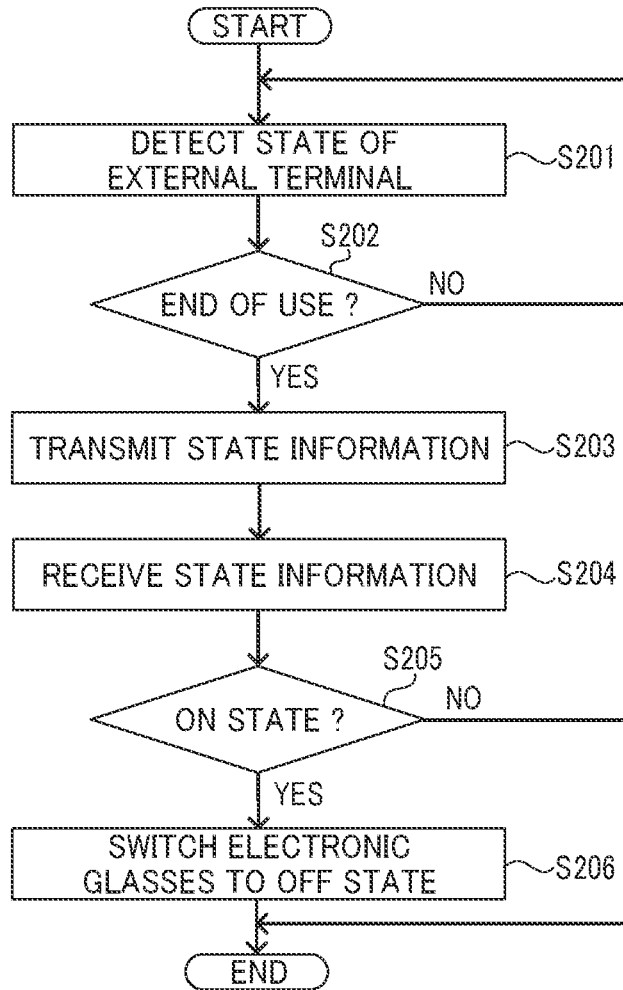 START
DETECT STATE OF
EXTERNAL TERMINAL
S201
S202
END OF USE ?
NO
YES
TRANSMIT STATE INFORMATION
S203
RECEIVE STATE INFORMATION
S204
S205
ON STATE ?
NO
YES
SWITCH ELECTRONIC
GLASSES TO OFF STATE
S206
END